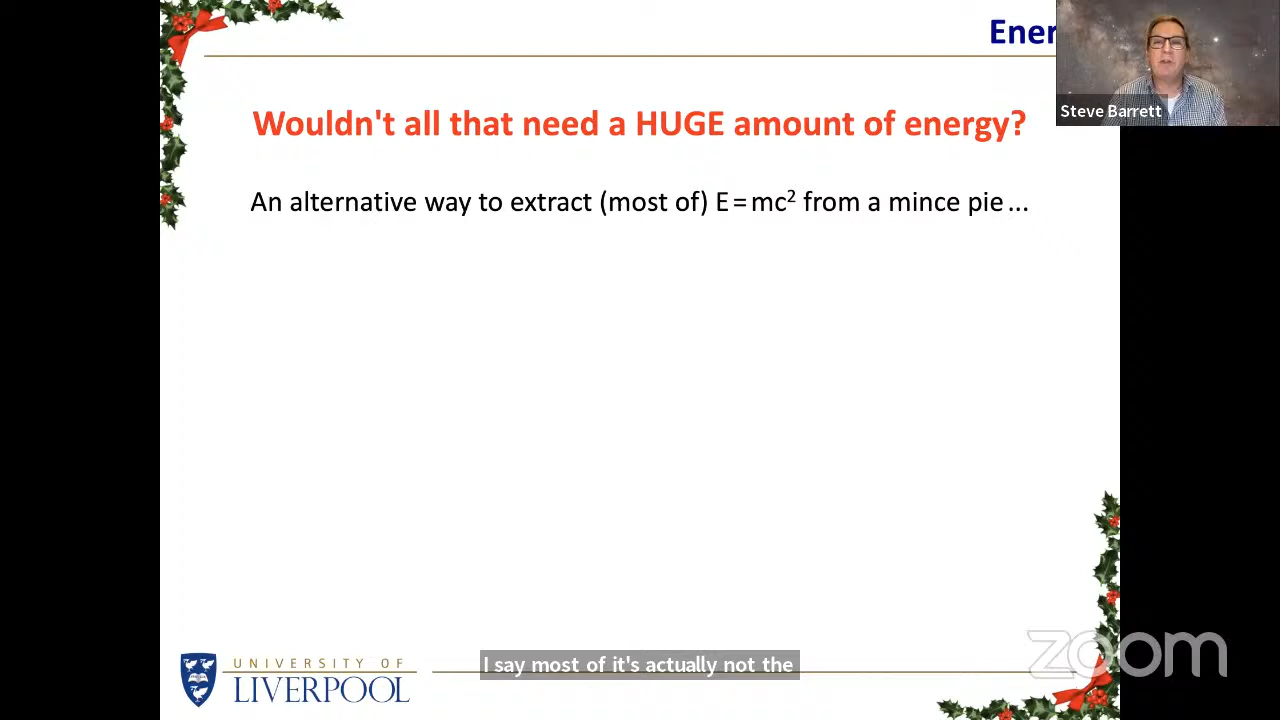 Ener
Steve Barrett
Wouldn't all that need a HUGE amount of energy?
An alternative way to extract (most of) E = mc² from a mince pie ...
I say most of it's actually not the
UNIVERSITY OF
LIVERPOOL
zoom